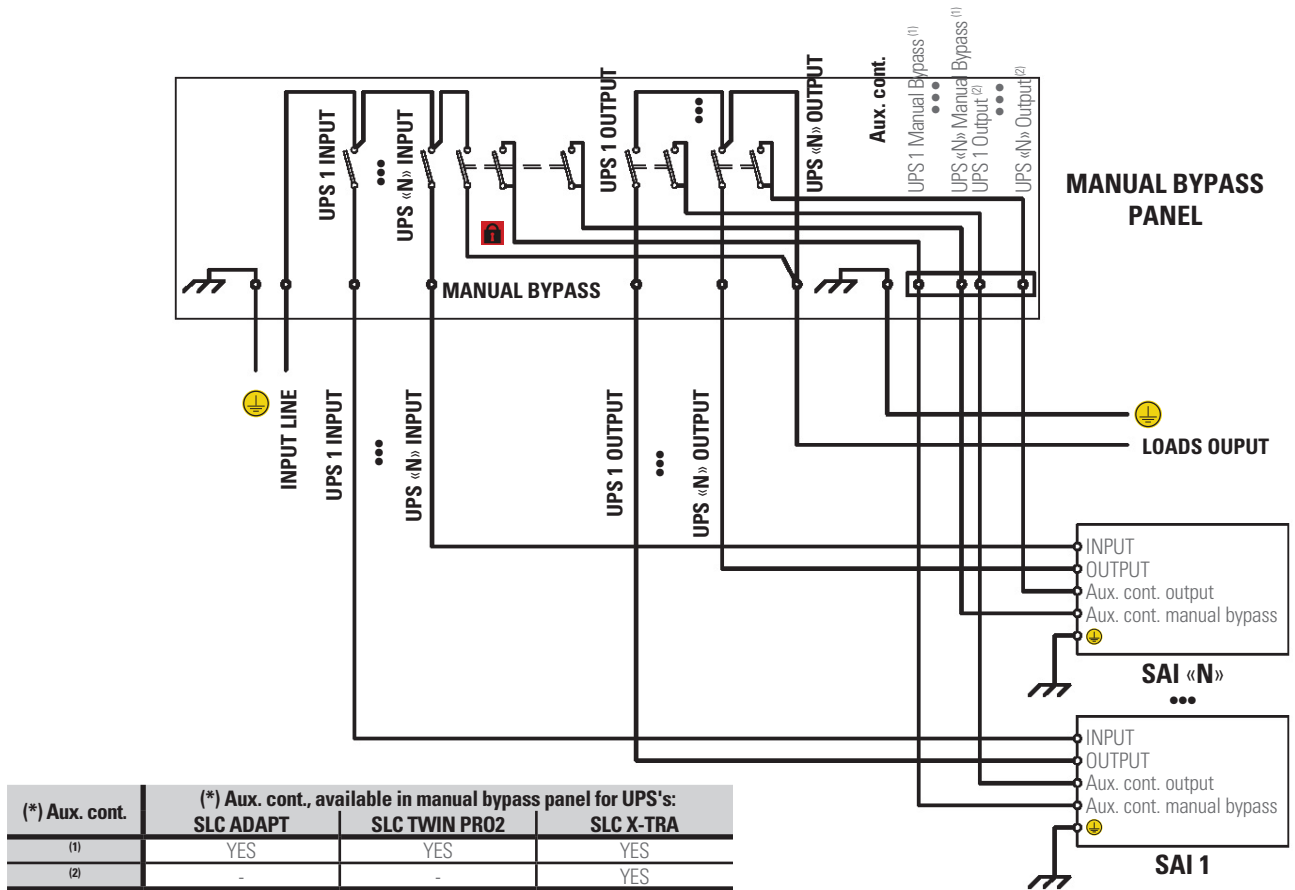 UPS 1 INPUT
•••
UPS «N» INPUT
UPS 1 OUTPUT
•••
UPS «N» OUTPUT
Aux. cont.
UPS 1 Manual Bypass (1)
•••
UPS «N» Manual Bypass (1)
UPS 1 Output (2)
•••
UPS «N» Output (2)
MANUAL BYPASS
PANEL
MANUAL BYPASS
INPUT LINE
UPS 1 INPUT
•••
UPS «N» INPUT
UPS 1 OUTPUT
•••
UPS «N» OUTPUT
LOADS OUPUT
INPUT
OUTPUT
Aux. cont. output
Aux. cont. manual bypass
SAI «N»
•••
INPUT
OUTPUT
Aux. cont. output
Aux. cont. manual bypass
SAI 1
(*) Aux. cont.
(*) Aux. cont., available in manual bypass panel for UPS's:
SLC ADAPT SLC TWIN PRO2 SLC X-TRA
(1) YES YES YES
(2) - - YES